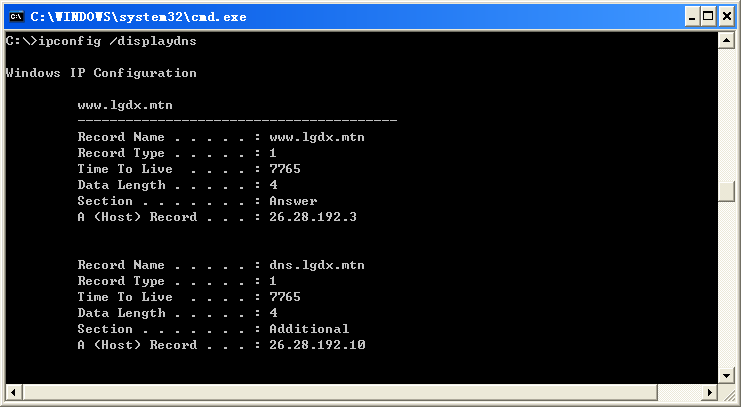 C:\WINDOWS\system32\cmd.exe
C:\>ipconfig /displaydns
Windows IP Configuration
www.lgdx.mtn
----------------------------------------
Record Name . . . . . : www.lgdx.mtn
Record Type . . . . . : 1
Time To Live  . . . . : 7765
Data Length . . . . . : 4
Section . . . . . . . : Answer
A (Host) Record . . . : 26.28.192.3
Record Name . . . . . : dns.lgdx.mtn
Record Type . . . . . : 1
Time To Live  . . . . : 7765
Data Length . . . . . : 4
Section . . . . . . . : Additional
A (Host) Record . . . : 26.28.192.10